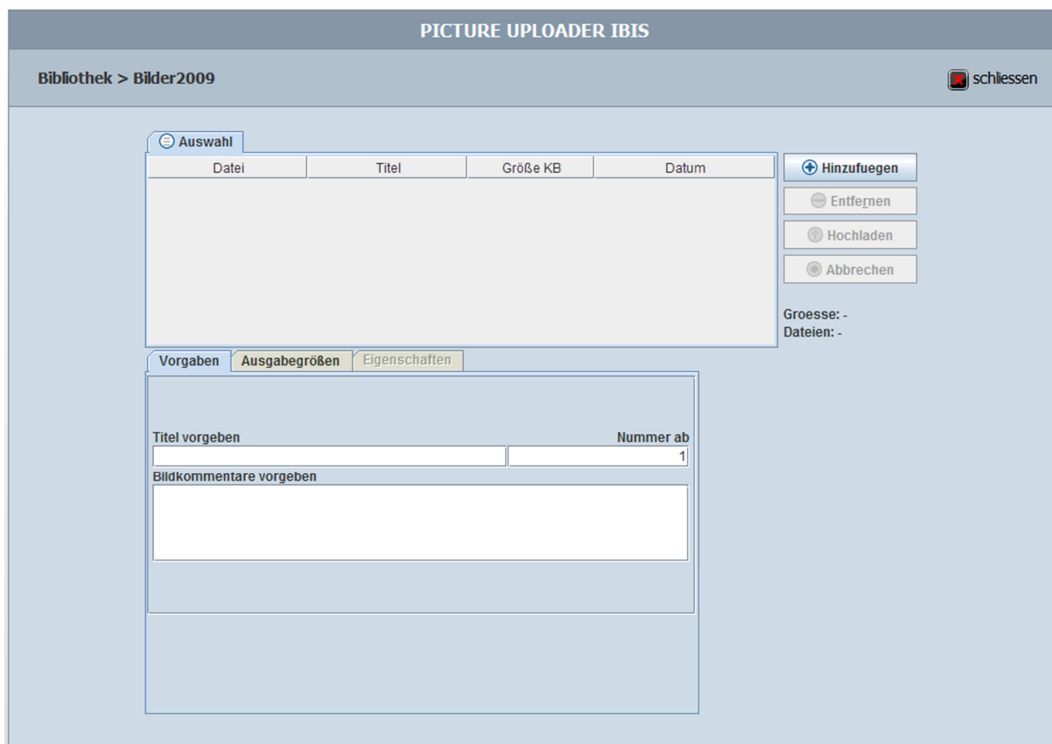 PICTURE UPLOADER IBIS
Bibliothek > Bilder2009
schliessen
Auswahl
Datei Titel Größe KB Datum
Hinzufuegen
Entfernen
Hochladen
Abbrechen
Groesse: -
Dateien: -
Vorgaben Ausgabegrößen Eigenschaften
Titel vorgeben Nummer ab
1
Bildkommentare vorgeben